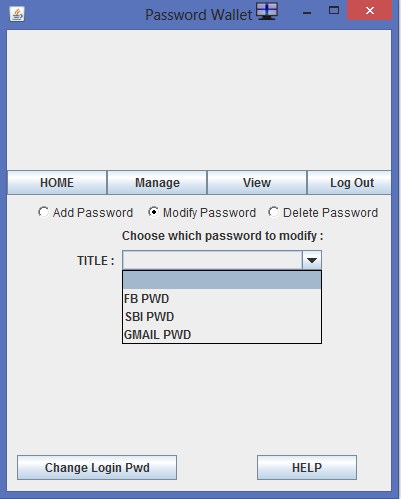 Password Wallet
HOME Manage View Log Out
Add Password Modify Password Delete Password
Choose which password to modify :
TITLE :
FB PWD
SBI PWD
GMAIL PWD
Change Login Pwd HELP